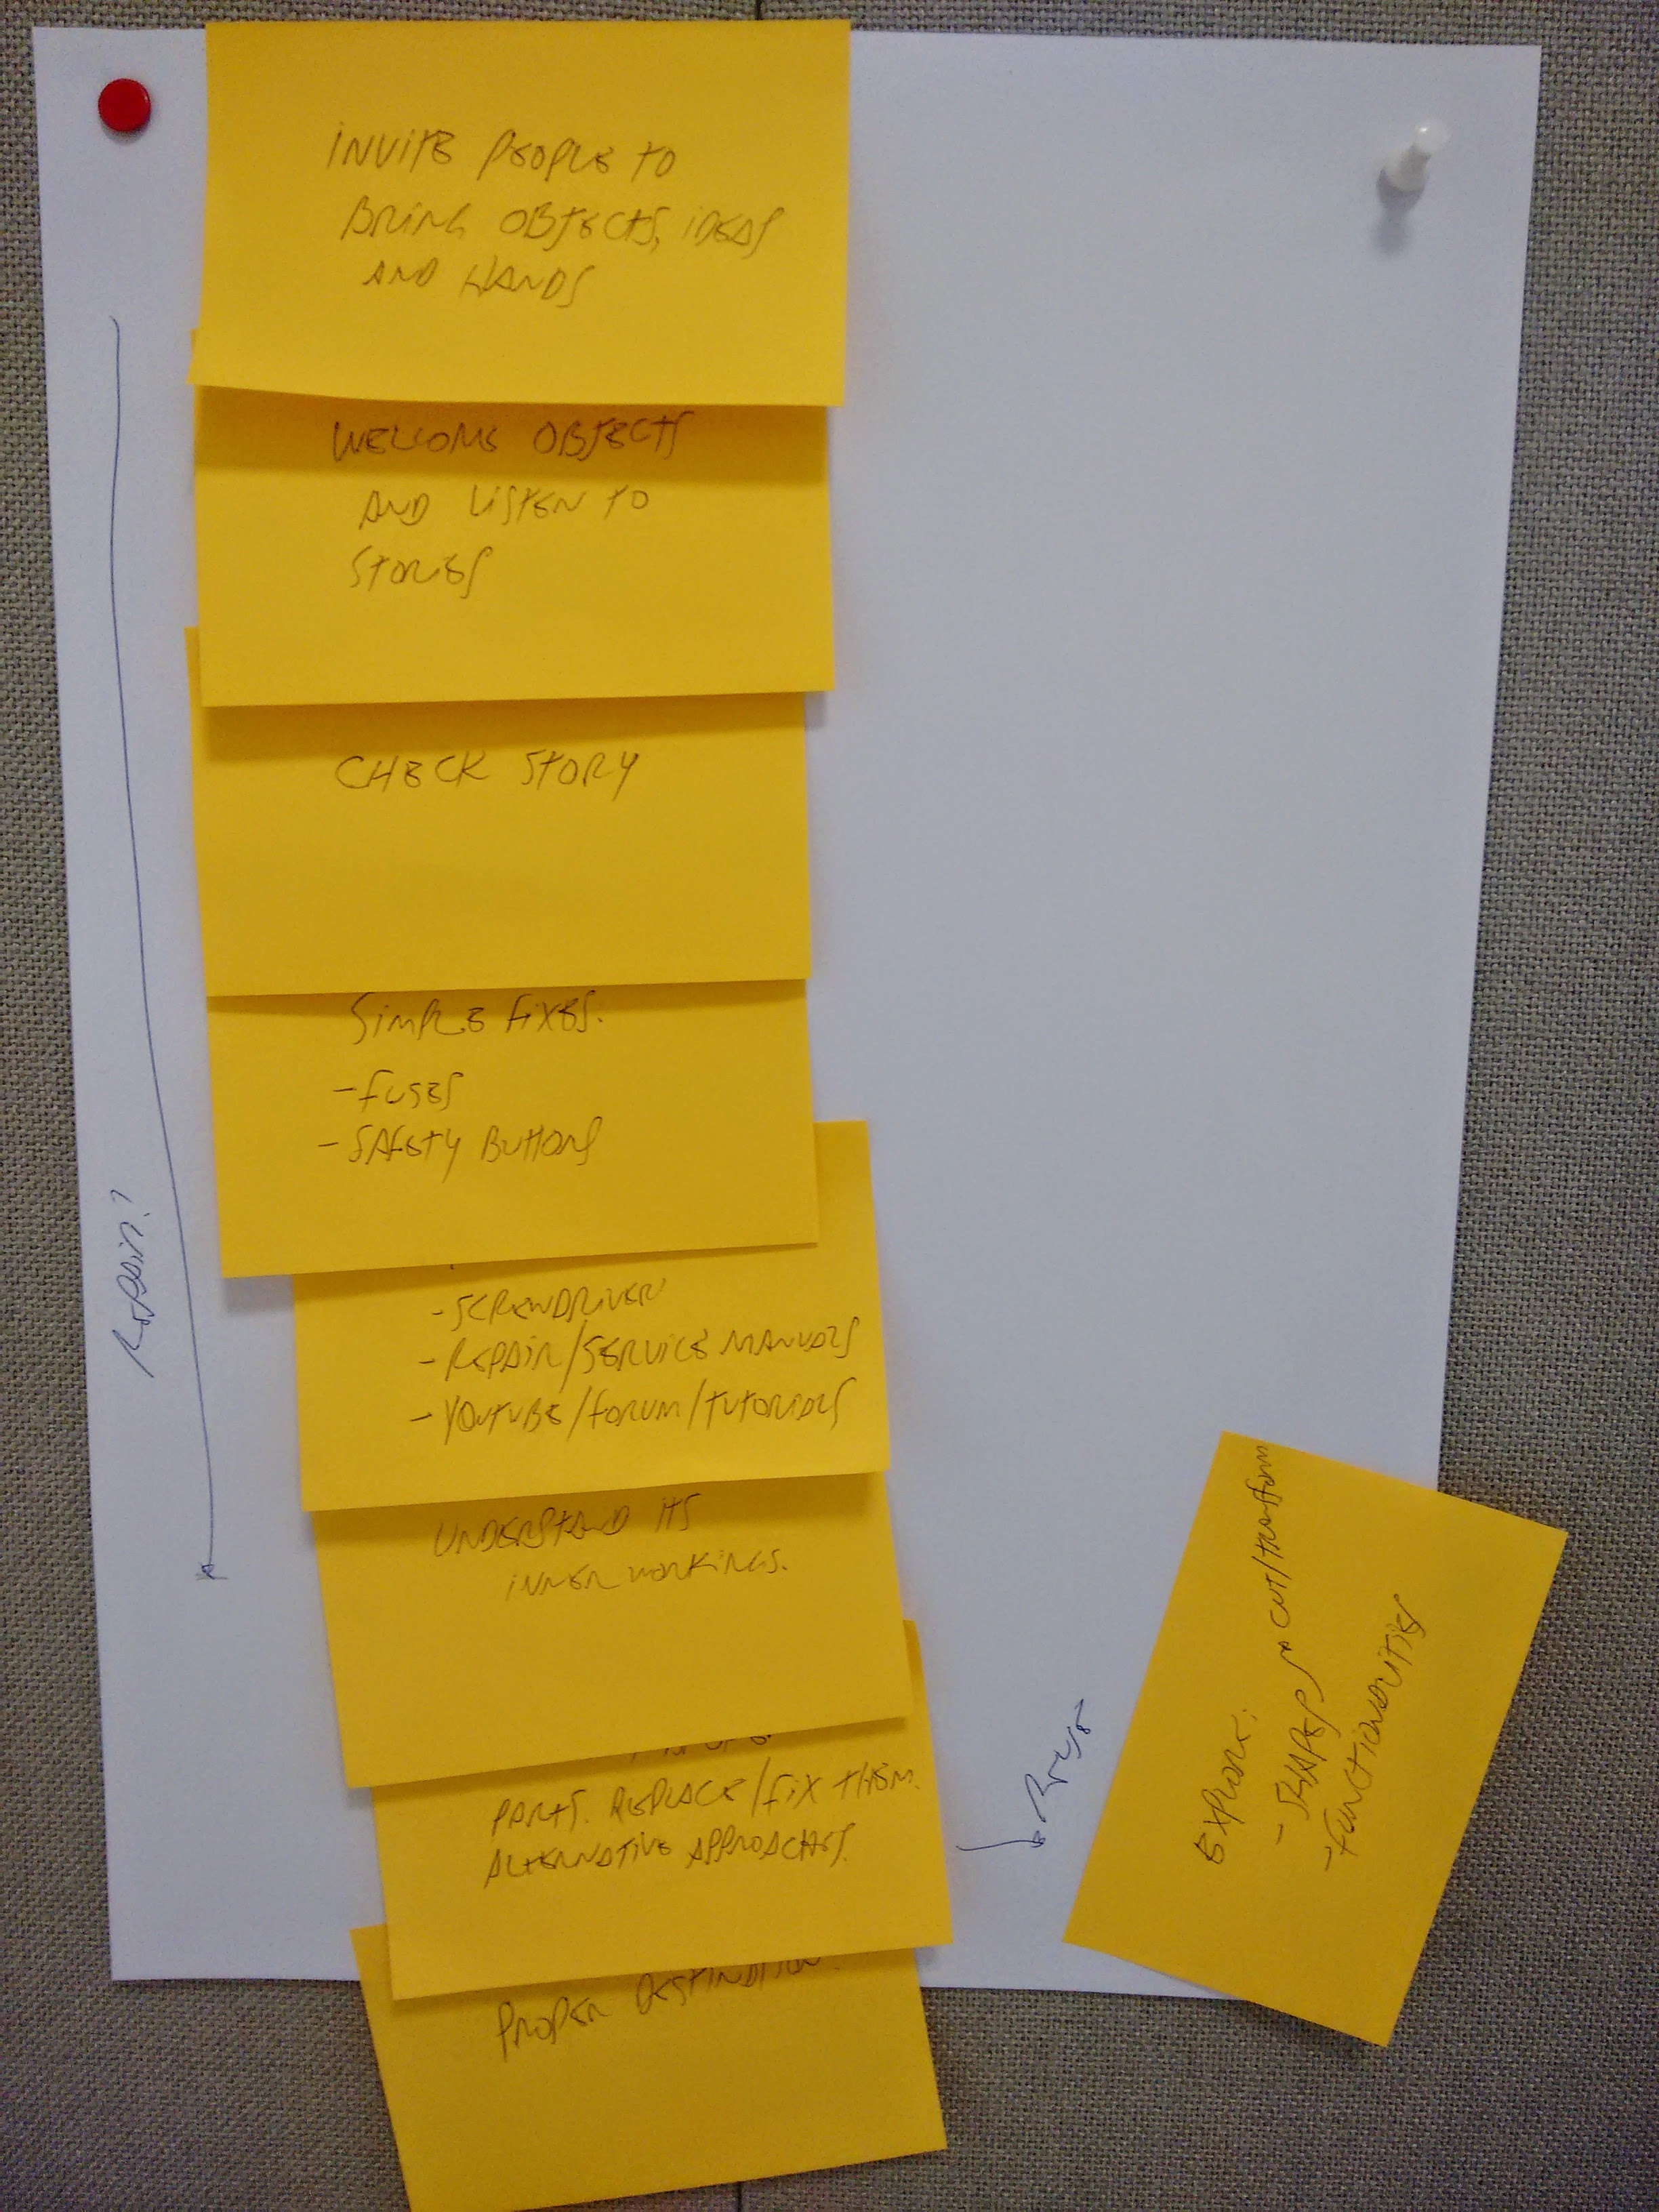 INVITE PEOPLE TO
BRING OBJECTS, IDEAS
AND HANDS
WELCOME OBJECTS
AND LISTEN TO
STORIES
CHECK STORY
SIMPLE FIXES:
- FUSES
- SAFETY BUTTONS
- SCREWDRIVER
- REPAIR/SERVICE MANUALS
- YOUTUBE/FORUM/TUTORIALS
UNDERSTAND ITS
INNER WORKINGS.
PARTS. REPLACE/FIX THEM.
ALTERNATIVE APPROACHES.
PROPER DESTINATION.
Repair?
Reuse
EXPLORE:
- SHAPES → CUT/TRANSFORM
- FUNCTIONALITIES